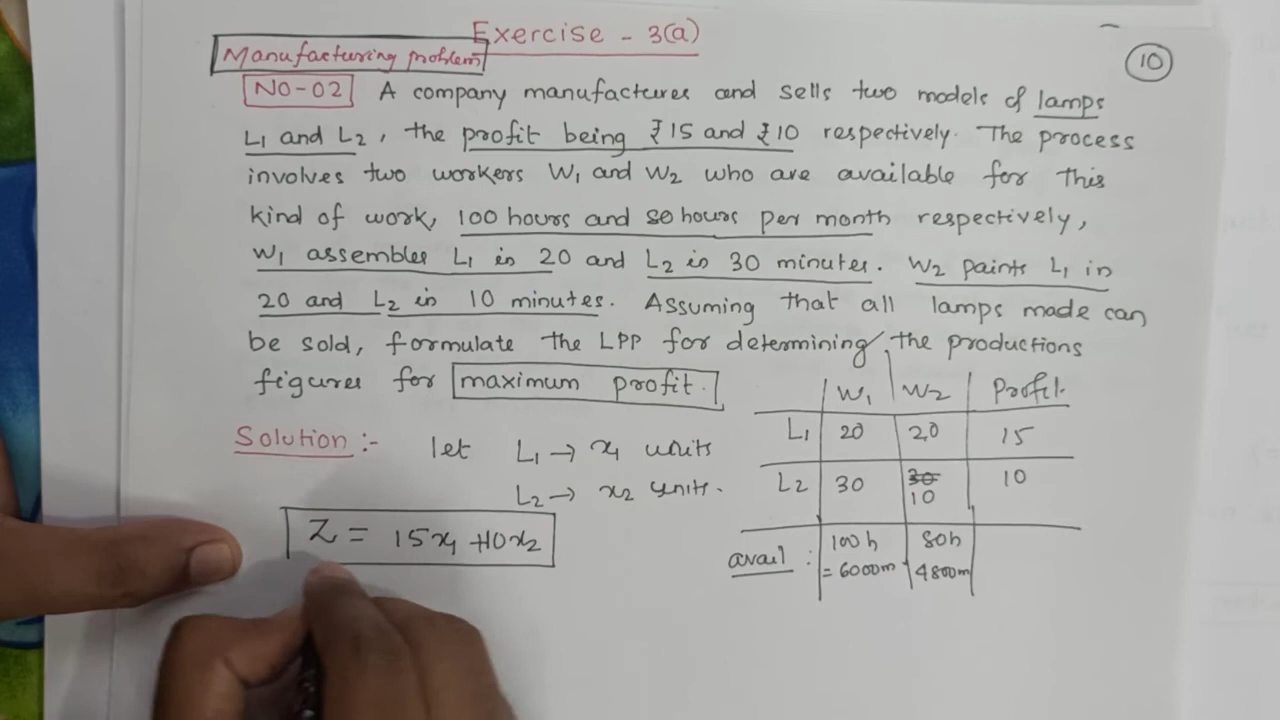 Exercise - 3(a)
Manufacturing problem
10
NO-02 A company manufactures and sells two models of lamps
L1 and L2, the profit being ₹15 and ₹10 respectively. The process
involves two workers W1 and W2 who are available for this
kind of work, 100 hours and 80 hours per month respectively,
W1 assembles L1 in 20 and L2 in 30 minutes. W2 paints L1 in
20 and L2 in 10 minutes. Assuming that all lamps made can
be sold, formulate the LPP for determining the productions
figures for maximum profit.
Solution :- let L1 → x1 units
L2 → x2 units.
Z = 15x1 + 10x2
W1 W2 Profit
L1 20 20 15
L2 30 30 10
10
avail : 100h 80h
= 6000m 4800m